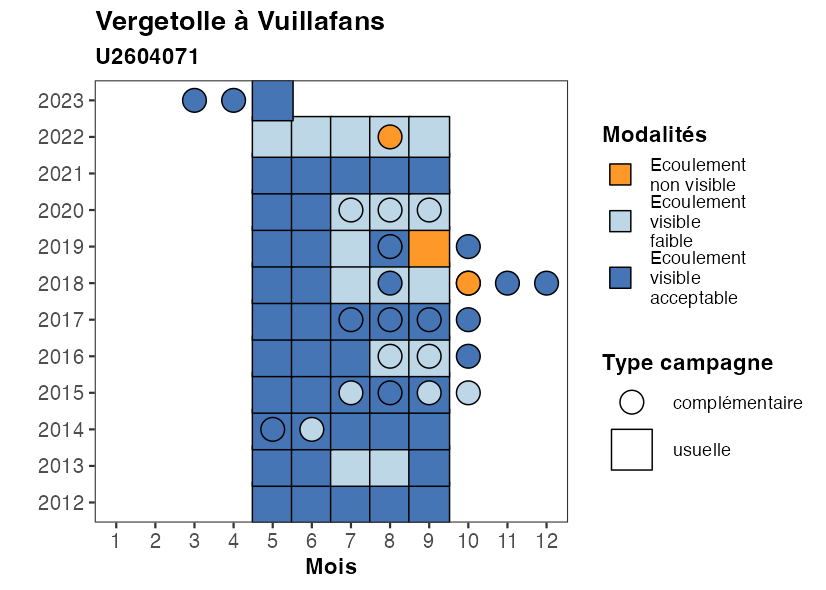 Vergetolle à Vuillafans
U2604071
2023
2022
2021
2020
2019
2018
2017
2016
2015
2014
2013
2012
1 2 3 4 5 6 7 8 9 10 11 12
Mois
Modalités
Ecoulement
non visible
Ecoulement
visible
faible
Ecoulement
visible
acceptable
Type campagne
complémentaire
usuelle